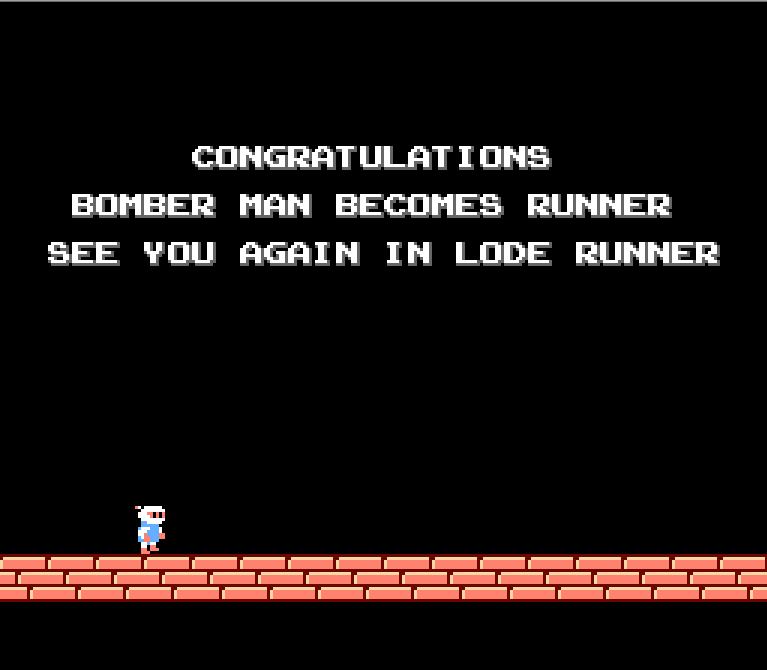 CONGRATULATIONS
BOMBER MAN BECOMES RUNNER
SEE YOU AGAIN IN LODE RUNNER